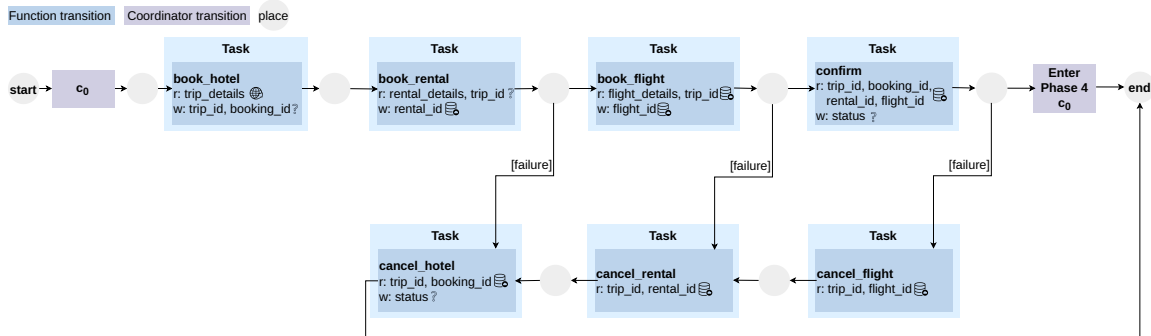 Function transition
Coordinator transition
place
start
c0
Task
book_hotel
r: trip_details
w: trip_id, booking_id?
Task
book_rental
r: rental_details, trip_id ?
w: rental_id
Task
book_flight
r: flight_details, trip_id
w: flight_id
Task
confirm
r: trip_id, booking_id,
rental_id, flight_id
w: status ?
Enter
Phase 4
c0
end
[failure]
[failure]
[failure]
Task
cancel_hotel
r: trip_id, booking_id
w: status ?
Task
cancel_rental
r: trip_id, rental_id
Task
cancel_flight
r: trip_id, flight_id